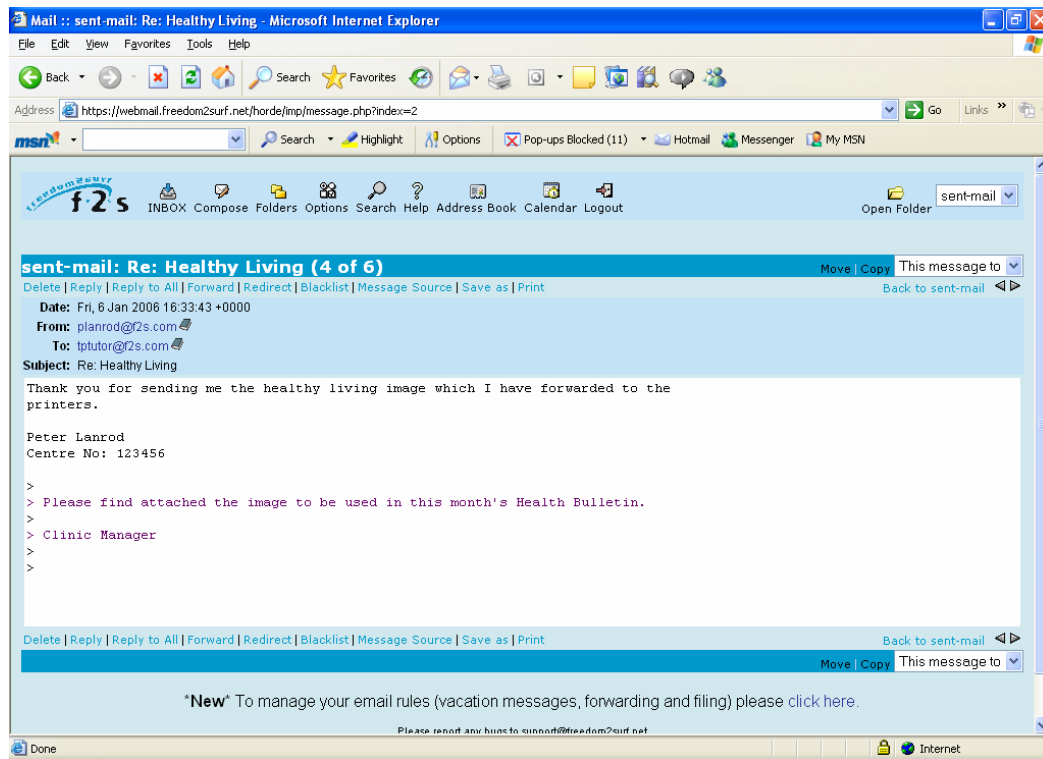 Mail :: sent-mail: Re: Healthy Living - Microsoft Internet Explorer
File Edit View Favorites Tools Help
Back Search Favorites
Address https://webmail.freedom2surf.net/horde/imp/message.php?index=2 Go Links »
msn Search Highlight Options Pop-ups Blocked (11) Hotmail Messenger My MSN
freedom2surf
f·2·s INBOX Compose Folders Options Search Help Address Book Calendar Logout Open Folder sent-mail
sent-mail: Re: Healthy Living (4 of 6) Move | Copy This message to
Delete | Reply | Reply to All | Forward | Redirect | Blacklist | Message Source | Save as | Print Back to sent-mail
Date: Fri, 6 Jan 2006 16:33:43 +0000
From: planrod@f2s.com
To: tptutor@f2s.com
Subject: Re: Healthy Living
Thank you for sending me the healthy living image which I have forwarded to the
printers.
Peter Lanrod
Centre No: 123456
>
> Please find attached the image to be used in this month's Health Bulletin.
>
> Clinic Manager
>
>
Delete | Reply | Reply to All | Forward | Redirect | Blacklist | Message Source | Save as | Print Back to sent-mail
Move | Copy This message to
*New* To manage your email rules (vacation messages, forwarding and filing) please click here.
Please report any bugs to support@freedom2surf.net
Done Internet